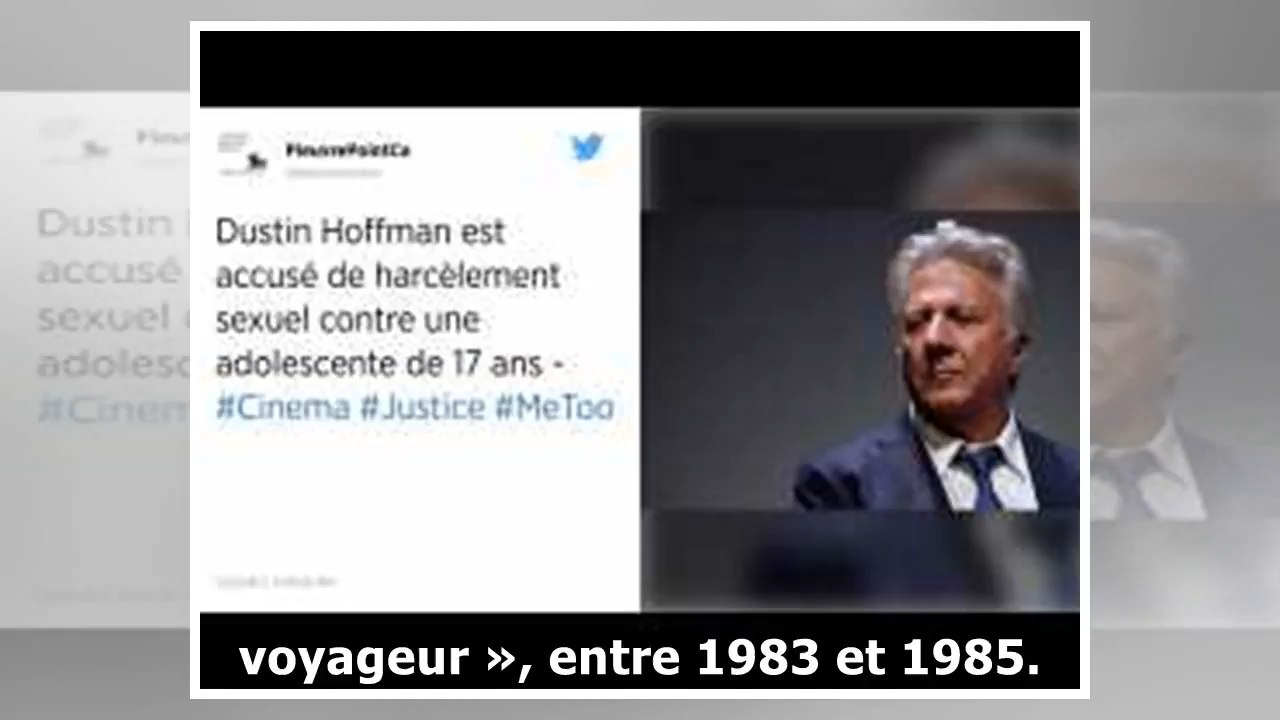 Dustin Hoffman est
accusé de harcèlement
sexuel contre une
adolescente de 17 ans -
#Cinema #Justice #MeToo
voyageur », entre 1983 et 1985.